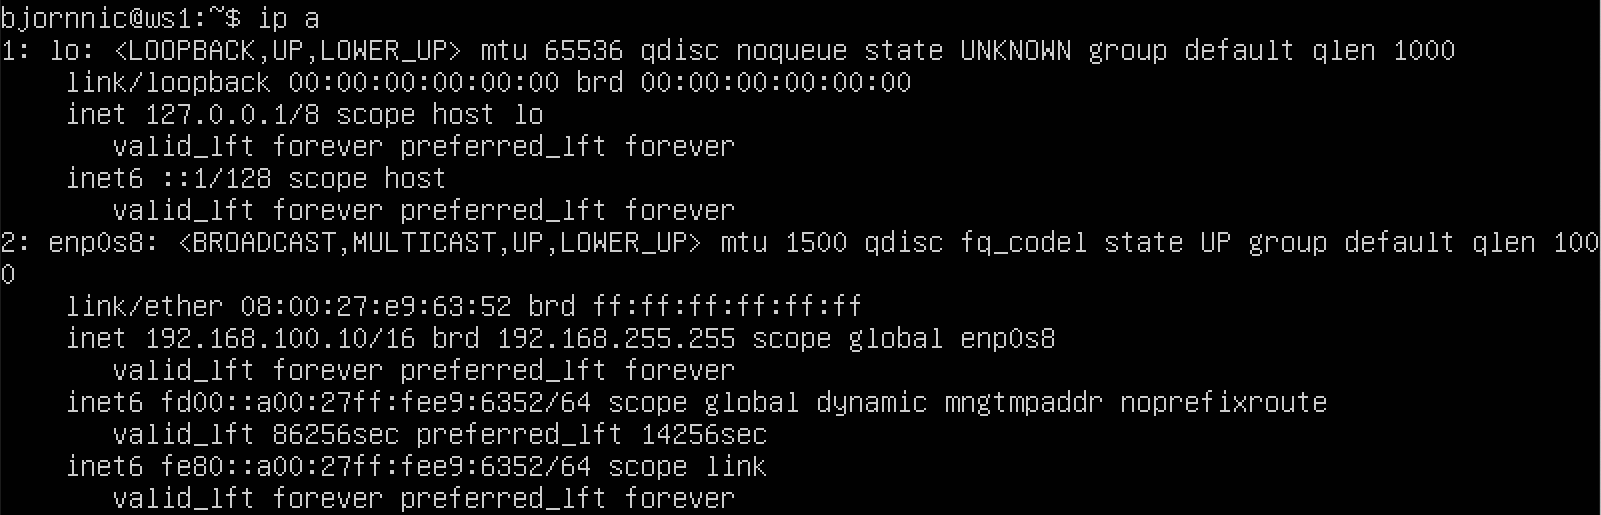 bjornnic@ws1:~$ ip a
1: lo: <LOOPBACK,UP,LOWER_UP> mtu 65536 qdisc noqueue state UNKNOWN group default qlen 1000
    link/loopback 00:00:00:00:00:00 brd 00:00:00:00:00:00
    inet 127.0.0.1/8 scope host lo
       valid_lft forever preferred_lft forever
    inet6 ::1/128 scope host
       valid_lft forever preferred_lft forever
2: enp0s8: <BROADCAST,MULTICAST,UP,LOWER_UP> mtu 1500 qdisc fq_codel state UP group default qlen 100
0
    link/ether 08:00:27:e9:63:52 brd ff:ff:ff:ff:ff:ff
    inet 192.168.100.10/16 brd 192.168.255.255 scope global enp0s8
       valid_lft forever preferred_lft forever
    inet6 fd00::a00:27ff:fee9:6352/64 scope global dynamic mngtmpaddr noprefixroute
       valid_lft 86256sec preferred_lft 14256sec
    inet6 fe80::a00:27ff:fee9:6352/64 scope link
       valid_lft forever preferred_lft forever